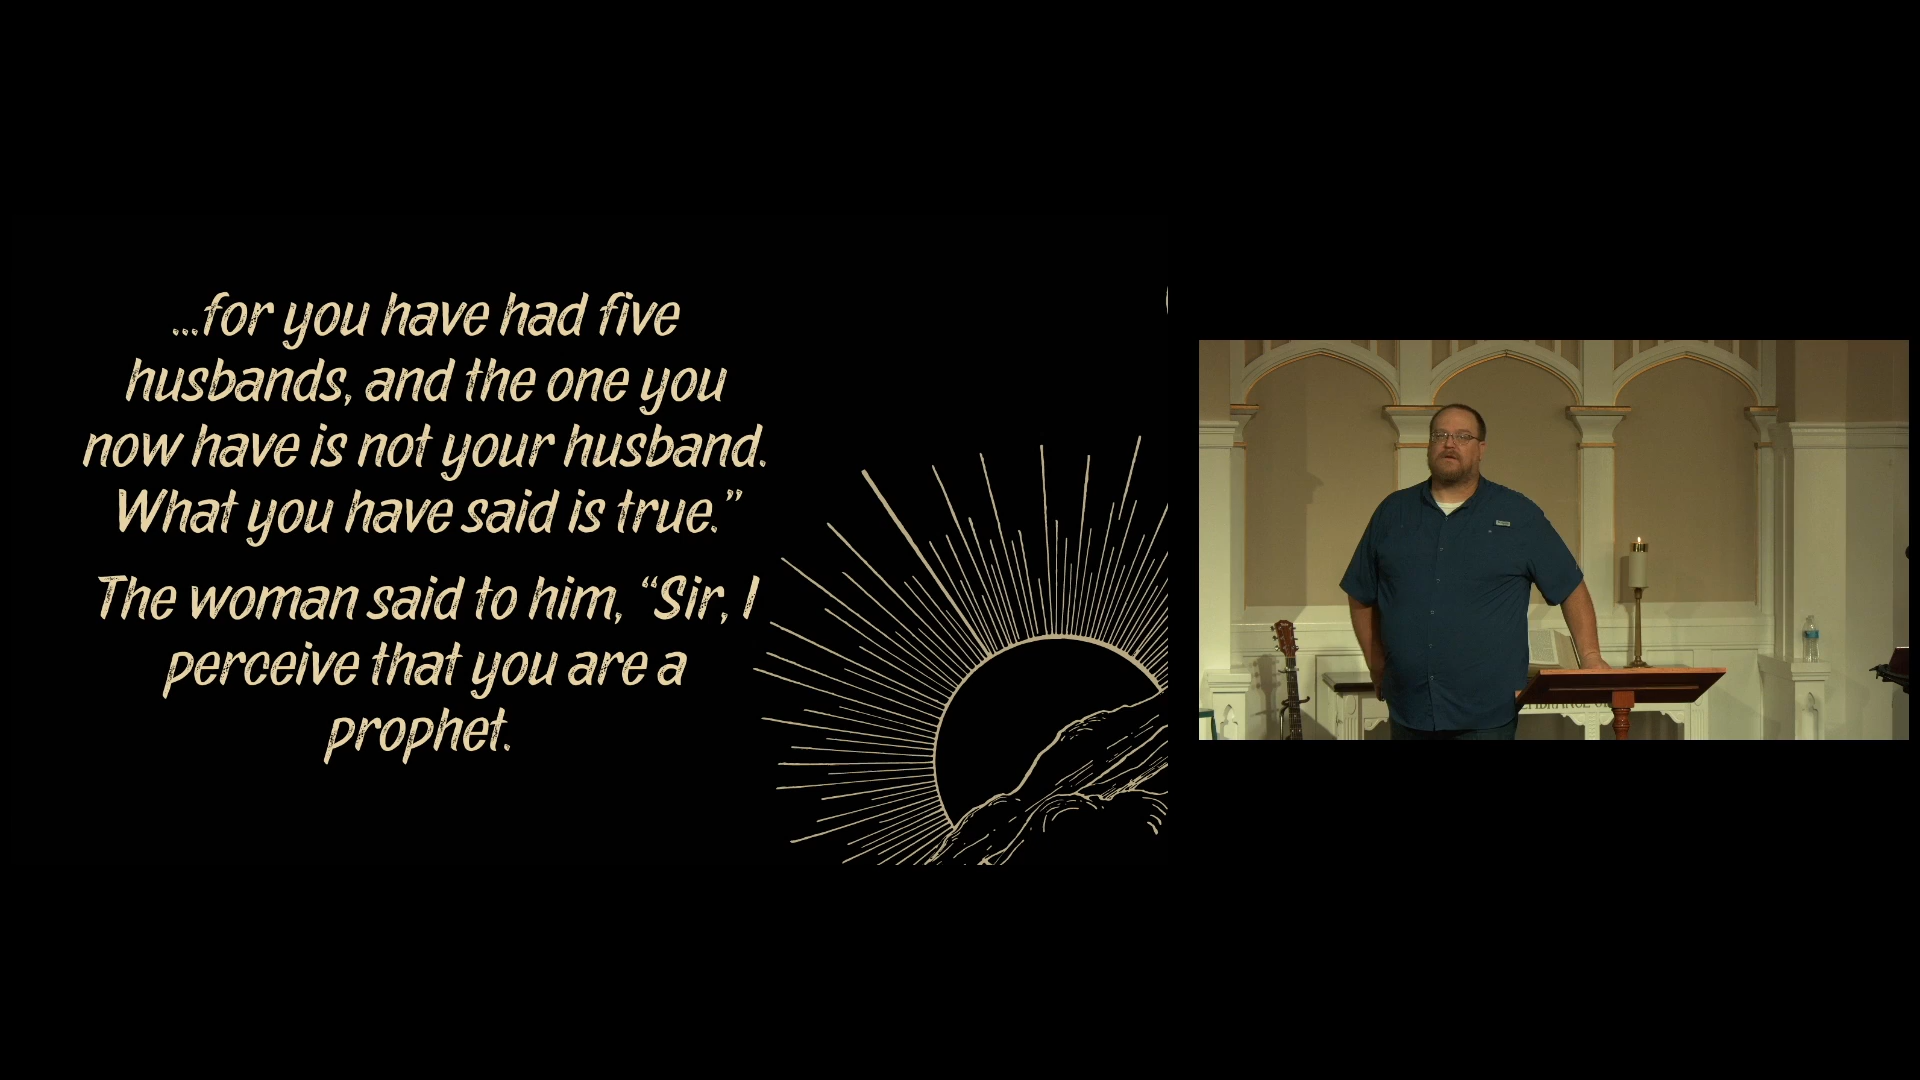 ...for you have had five
husbands, and the one you
now have is not your husband.
What you have said is true.”
The woman said to him, “Sir, I
perceive that you are a
prophet.